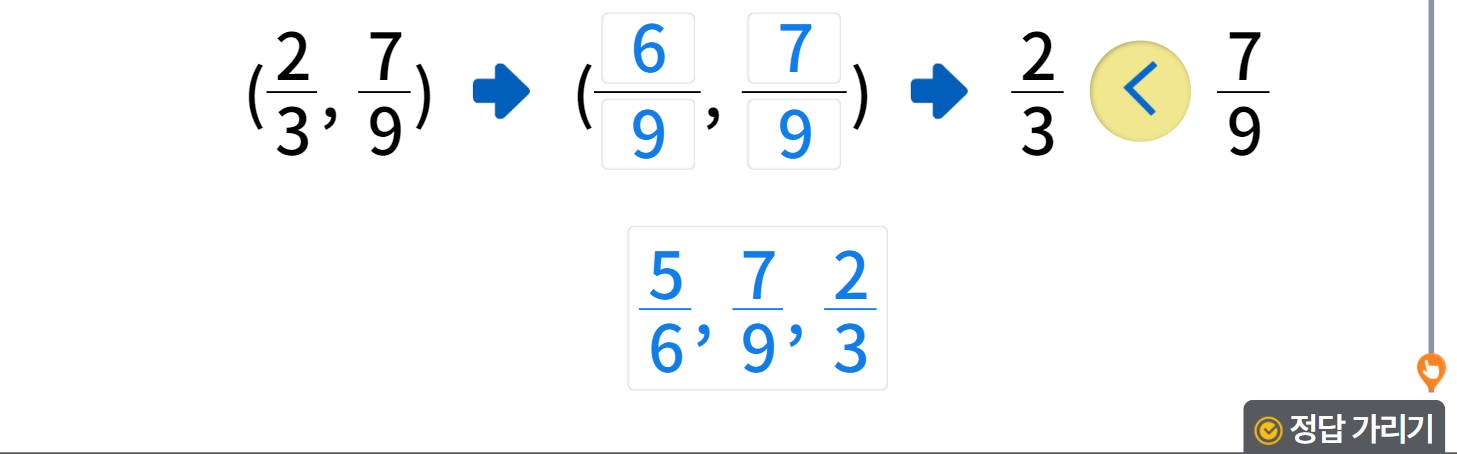 (2/3, 7/9) ➡ (6/9, 7/9) ➡ 2/3 < 7/9
5/6, 7/9, 2/3
정답 가리기